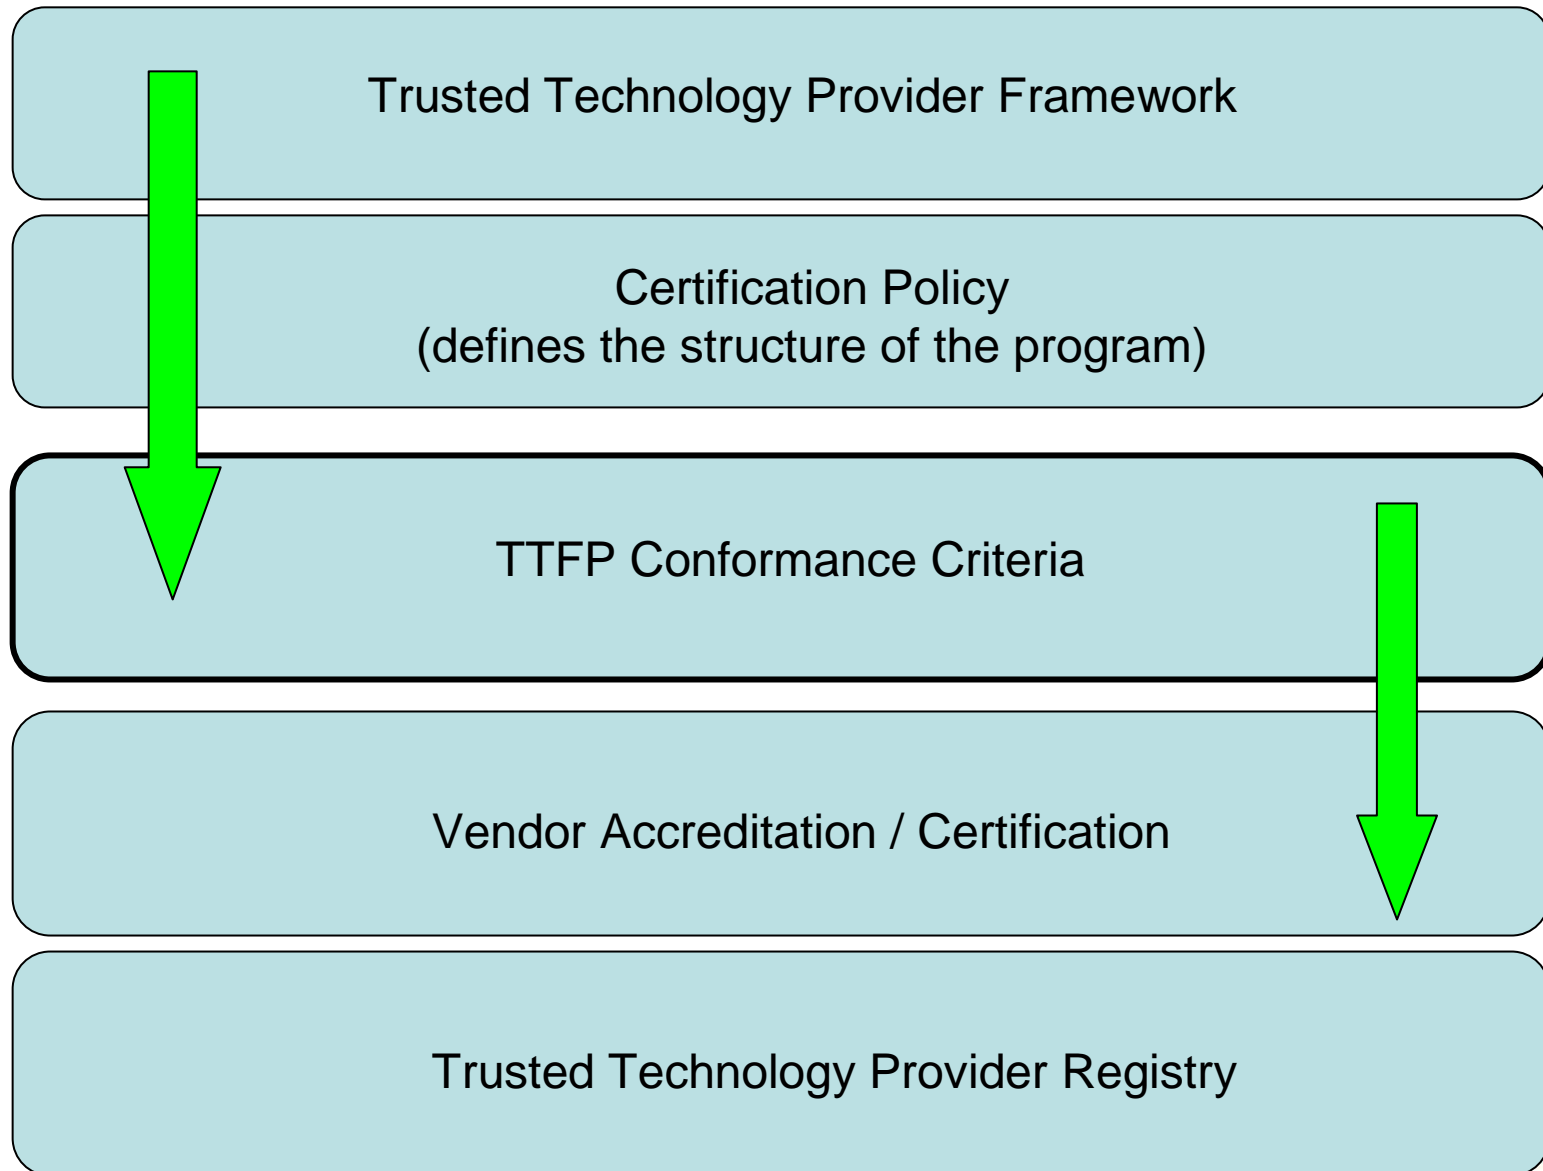 Trusted Technology Provider Framework
Certification Policy
(defines the structure of the program)
TTFP Conformance Criteria
Vendor Accreditation / Certification
Trusted Technology Provider Registry